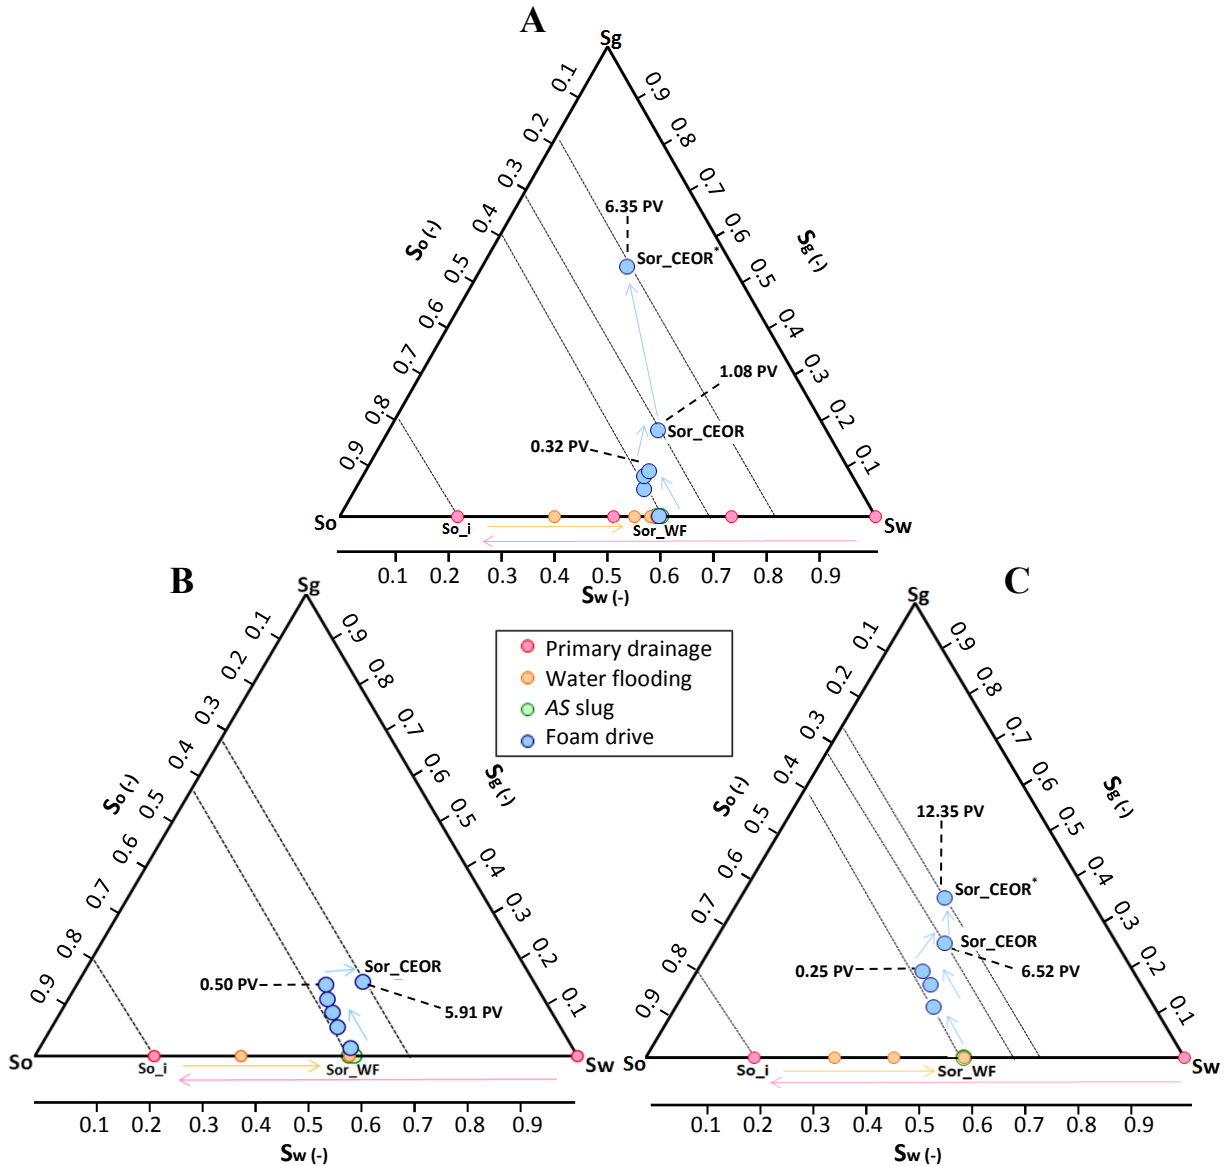 A
Sg
0.1
0.2
0.3
0.4
0.5
0.6
0.7
0.8
0.9
So (-)
0.9
0.8
0.7
0.6
0.5
0.4
0.3
0.2
0.1
Sg (-)
6.35 PV
Sor_CEOR*
1.08 PV
Sor_CEOR
0.32 PV
So
So_i
Sor_WF
Sw
0.1 0.2 0.3 0.4 0.5 0.6 0.7 0.8 0.9
Sw (-)
B
Sg
0.1
0.2
0.3
0.4
0.5
0.6
0.7
0.8
0.9
So (-)
0.9
0.8
0.7
0.6
0.5
0.4
0.3
0.2
0.1
Sg (-)
Sor_CEOR
0.50 PV
5.91 PV
So
So_i
Sor_WF
Sw
0.1 0.2 0.3 0.4 0.5 0.6 0.7 0.8 0.9
Sw (-)
Primary drainage
Water flooding
AS slug
Foam drive
C
Sg
0.1
0.2
0.3
0.4
0.5
0.6
0.7
0.8
0.9
So (-)
0.9
0.8
0.7
0.6
0.5
0.4
0.3
0.2
0.1
Sg (-)
12.35 PV
Sor_CEOR*
Sor_CEOR
0.25 PV
6.52 PV
So
So_i
Sor_WF
Sw
0.1 0.2 0.3 0.4 0.5 0.6 0.7 0.8 0.9
Sw (-)